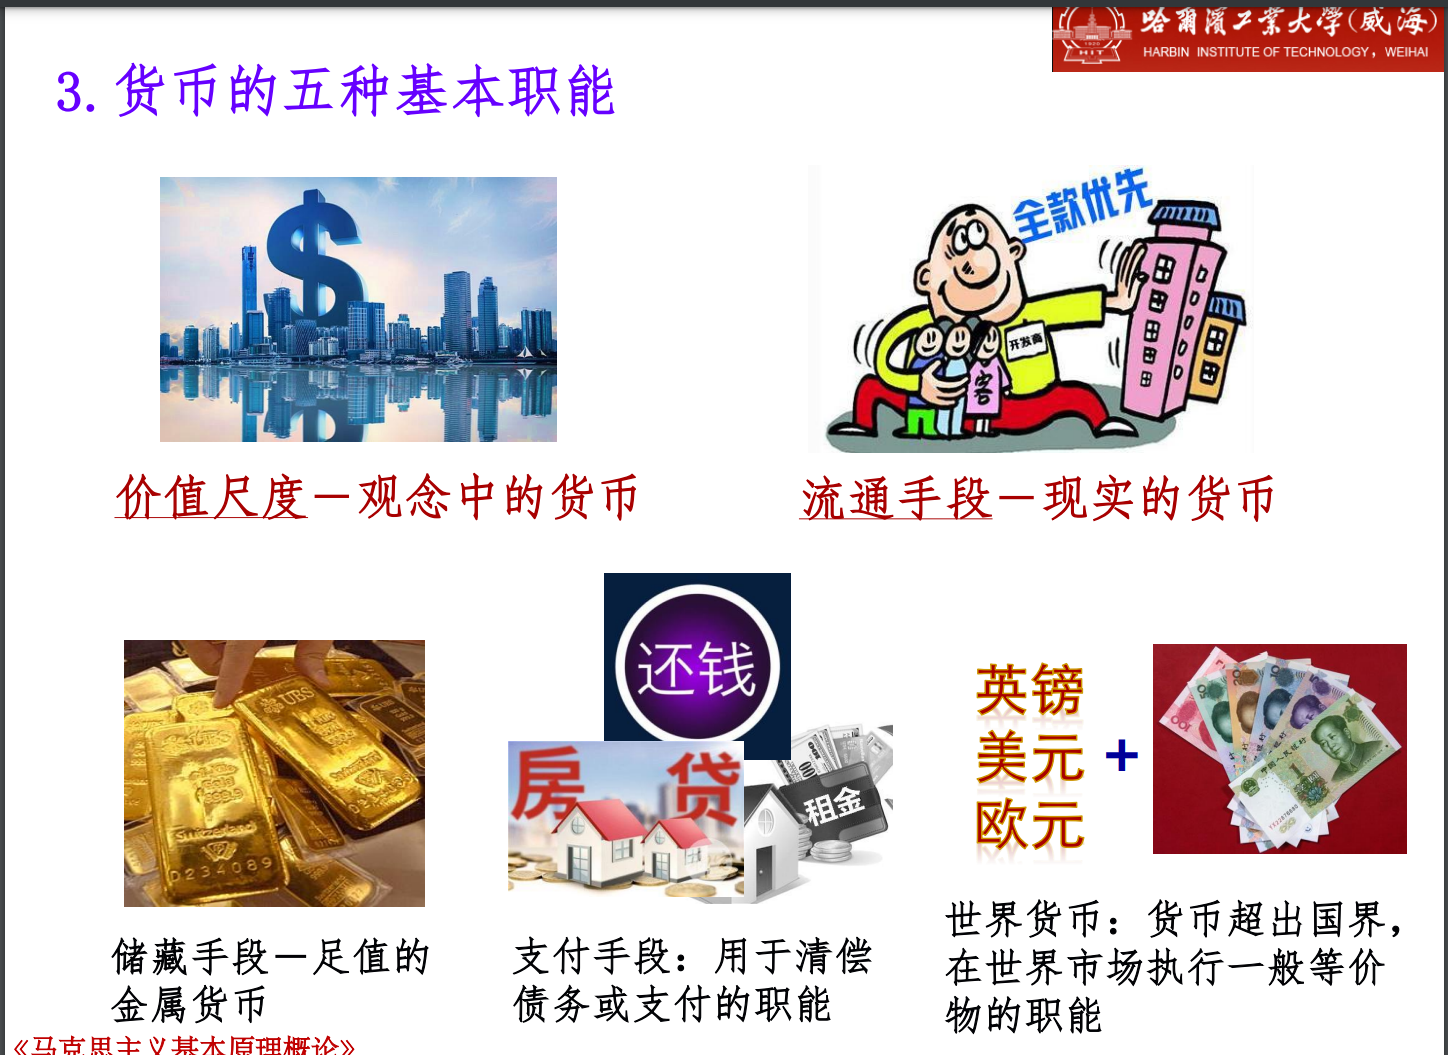 哈爾濱工業大學(威海)
HARBIN INSTITUTE OF TECHNOLOGY, WEIHAI
3. 货币的五种基本职能
全款优先
开发商
客
价值尺度－观念中的货币
流通手段－现实的货币
还钱
房贷
租金
UBS
Switzerland
D234089
英镑
美元
欧元
+
储藏手段－足值的
金属货币
支付手段：用于清偿
债务或支付的职能
世界货币：货币超出国界，
在世界市场执行一般等价
物的职能
《马克思主义基本原理概论》